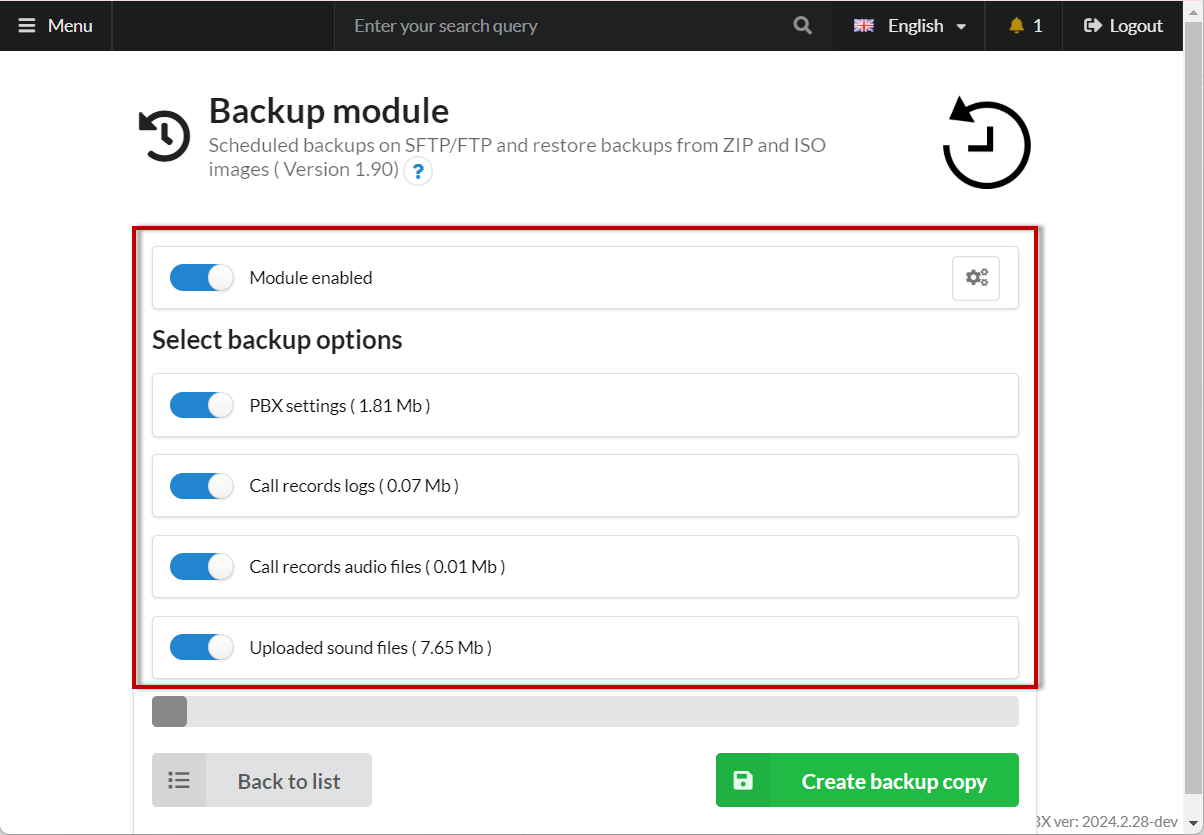 Menu
Enter your search query
English
1
Logout
Backup module
Scheduled backups on SFTP/FTP and restore backups from ZIP and ISO
images ( Version 1.90)
?
Module enabled
Select backup options
PBX settings ( 1.81 Mb )
Call records logs ( 0.07 Mb )
Call records audio files ( 0.01 Mb )
Uploaded sound files ( 7.65 Mb )
Back to list
Create backup copy
BX ver: 2024.2.28-dev